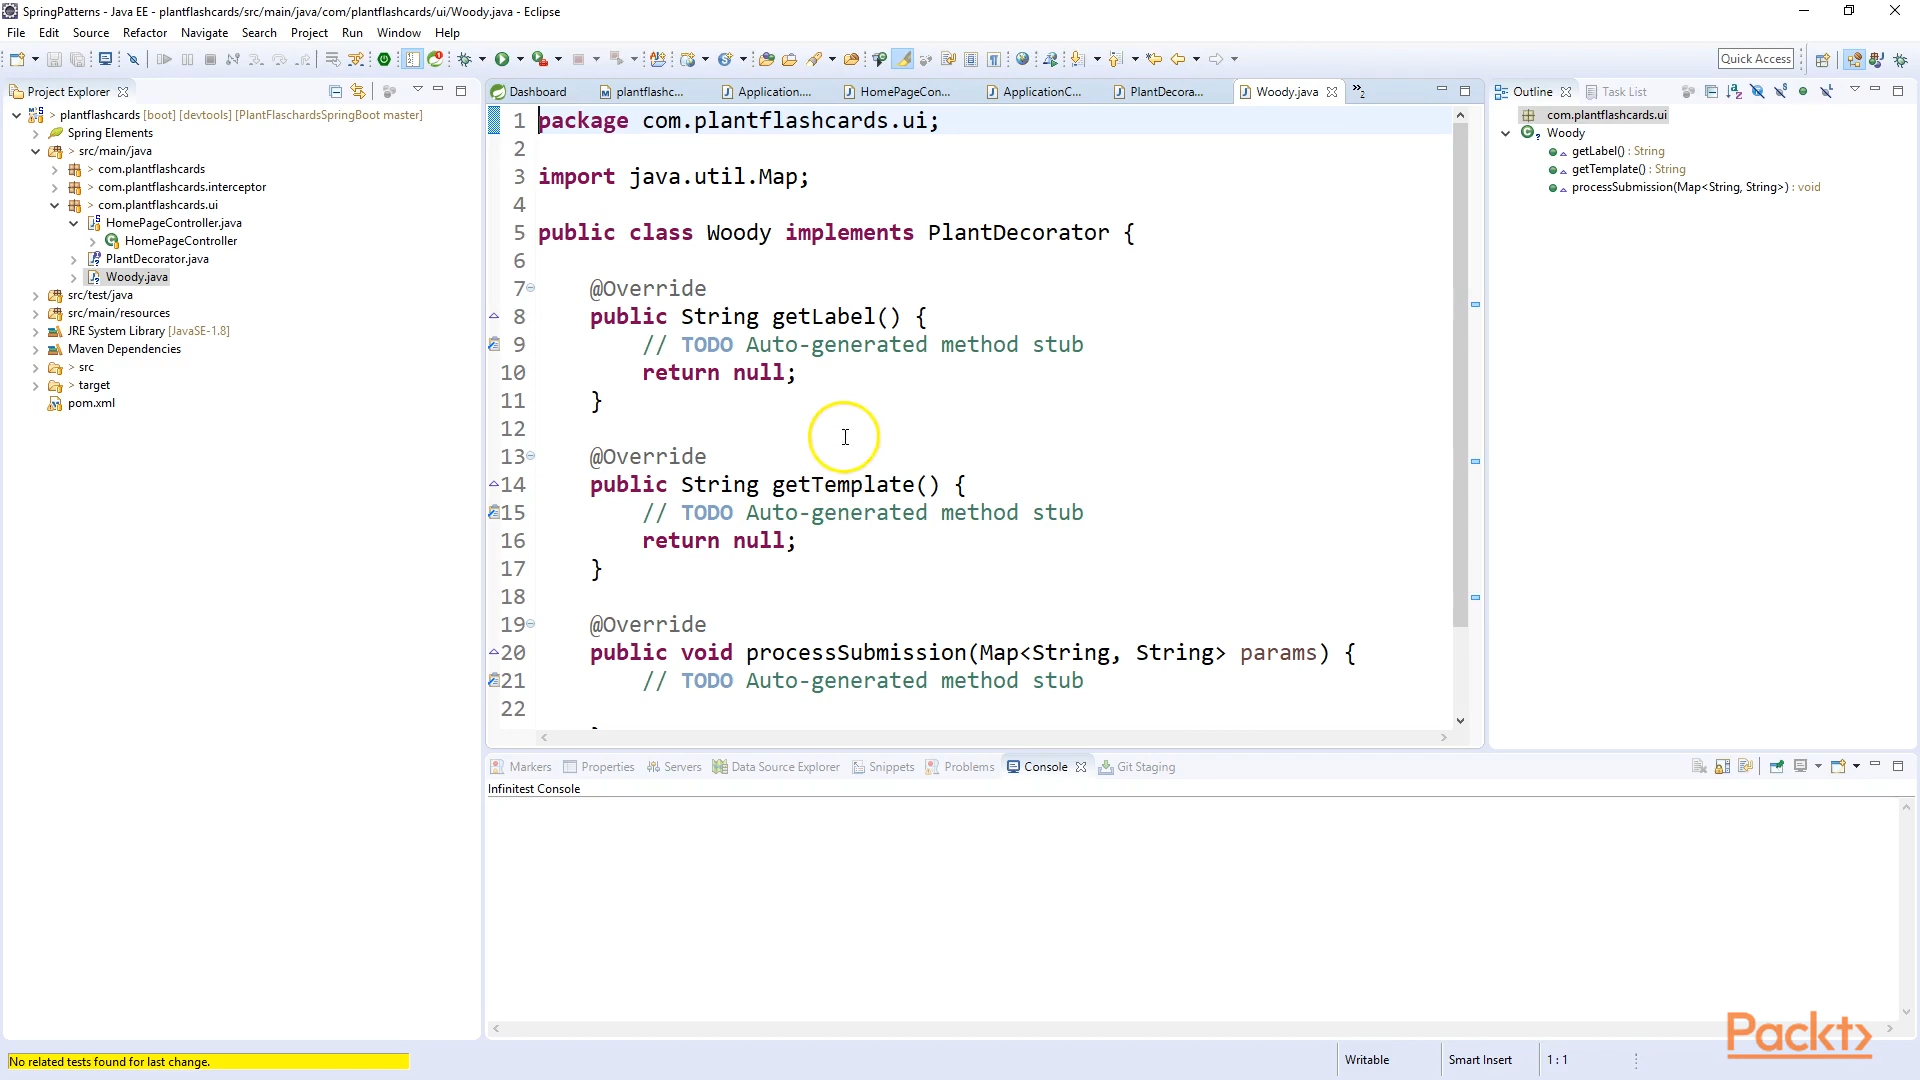 SpringPatterns - Java EE - plantflashcards/src/main/java/com/plantflashcards/ui/Woody.java - Eclipse
File Edit Source Refactor Navigate Search Project Run Window Help
Quick Access
Project Explorer
> plantflashcards [boot] [devtools] [PlantFlaschardsSpringBoot master]
Spring Elements
> src/main/java
> com.plantflashcards
> com.plantflashcards.interceptor
> com.plantflashcards.ui
HomePageController.java
HomePageController
PlantDecorator.java
Woody.java
src/test/java
src/main/resources
JRE System Library [JavaSE-1.8]
Maven Dependencies
> src
> target
pom.xml
Dashboard plantflashc... Application.... HomePageCon... ApplicationC... PlantDecora... Woody.java »2
1 package com.plantflashcards.ui;
2
3 import java.util.Map;
4
5 public class Woody implements PlantDecorator {
6
7 @Override
8 public String getLabel() {
9 // TODO Auto-generated method stub
10 return null;
11 }
12
13 @Override
14 public String getTemplate() {
15 // TODO Auto-generated method stub
16 return null;
17 }
18
19 @Override
20 public void processSubmission(Map<String, String> params) {
21 // TODO Auto-generated method stub
22
Outline Task List
com.plantflashcards.ui
Woody
getLabel() : String
getTemplate() : String
processSubmission(Map<String, String>) : void
Markers Properties Servers Data Source Explorer Snippets Problems Console Git Staging
Infinitest Console
Packt>
No related tests found for last change.
Writable Smart Insert 1 : 1